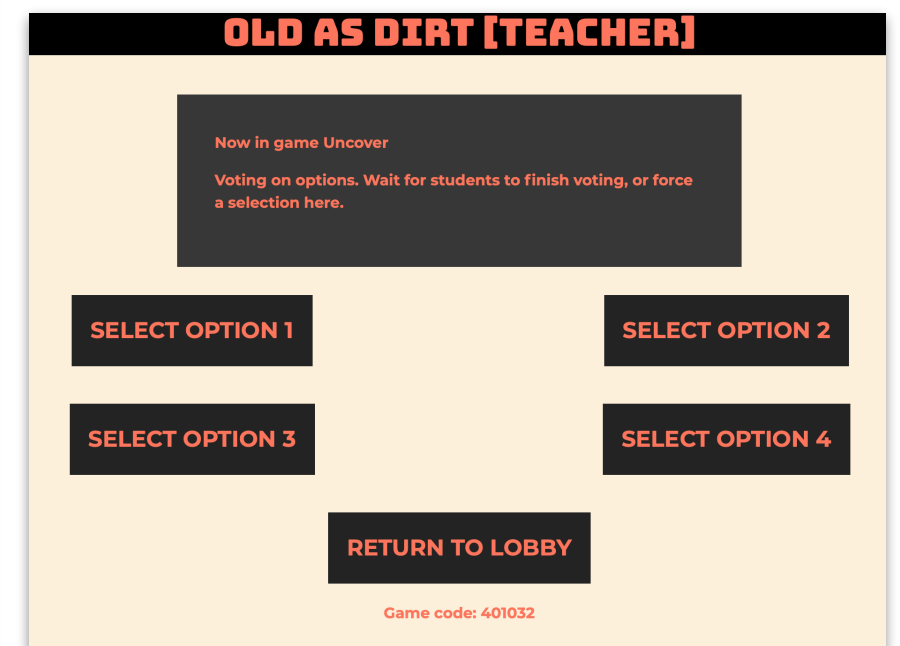 OLD AS DIRT [TEACHER]
Now in game Uncover
Voting on options. Wait for students to finish voting, or force
a selection here.
SELECT OPTION 1
SELECT OPTION 2
SELECT OPTION 3
SELECT OPTION 4
RETURN TO LOBBY
Game code: 401032